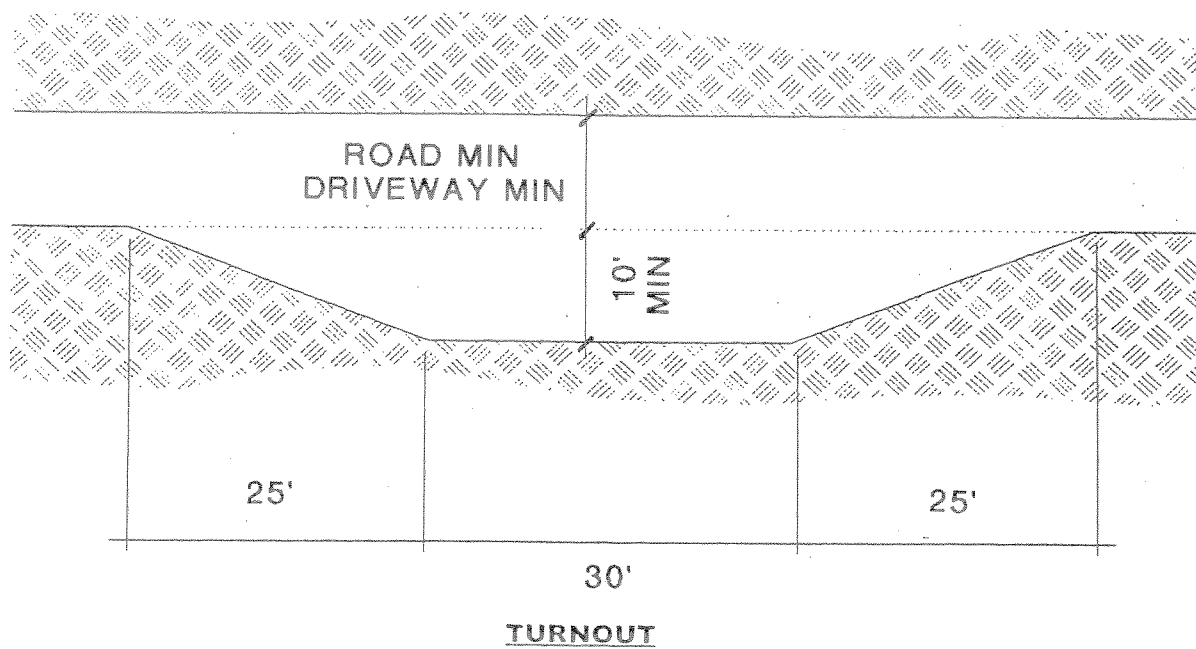 ROAD MIN
DRIVEWAY MIN
10'
MIN
25'
25'
30'
TURNOUT